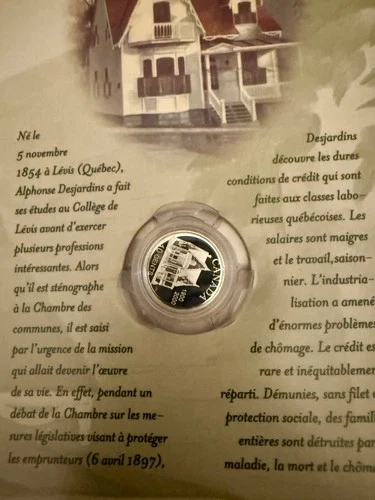 Né le
5 novembre
1854 à Lévis (Québec),
Alphonse Desjardins a fait
ses études au Collège de
Lévis avant d'exercer
plusieurs professions
intéressantes. Alors
qu'il est sténographe
à la Chambre des
communes, il est saisi
par l'urgence de la mission
qui allait devenir l'œuvre
de sa vie. En effet, pendant un
débat de la Chambre sur les me-
sures législatives visant à protéger
les emprunteurs (6 avril 1897),
CANADA
1900
2000
Desjardins
découvre les dures
conditions de crédit qui sont
faites aux classes labo-
rieuses québécoises. Les
salaires sont maigres
et le travail, saison-
nier. L'industria-
lisation a amené
d'énormes problèmes
de chômage. Le crédit es
rare et inéquitablemen
réparti. Démunies, sans filet d
protection sociale, des famil
entières sont détruites par
maladie, la mort et le chôm